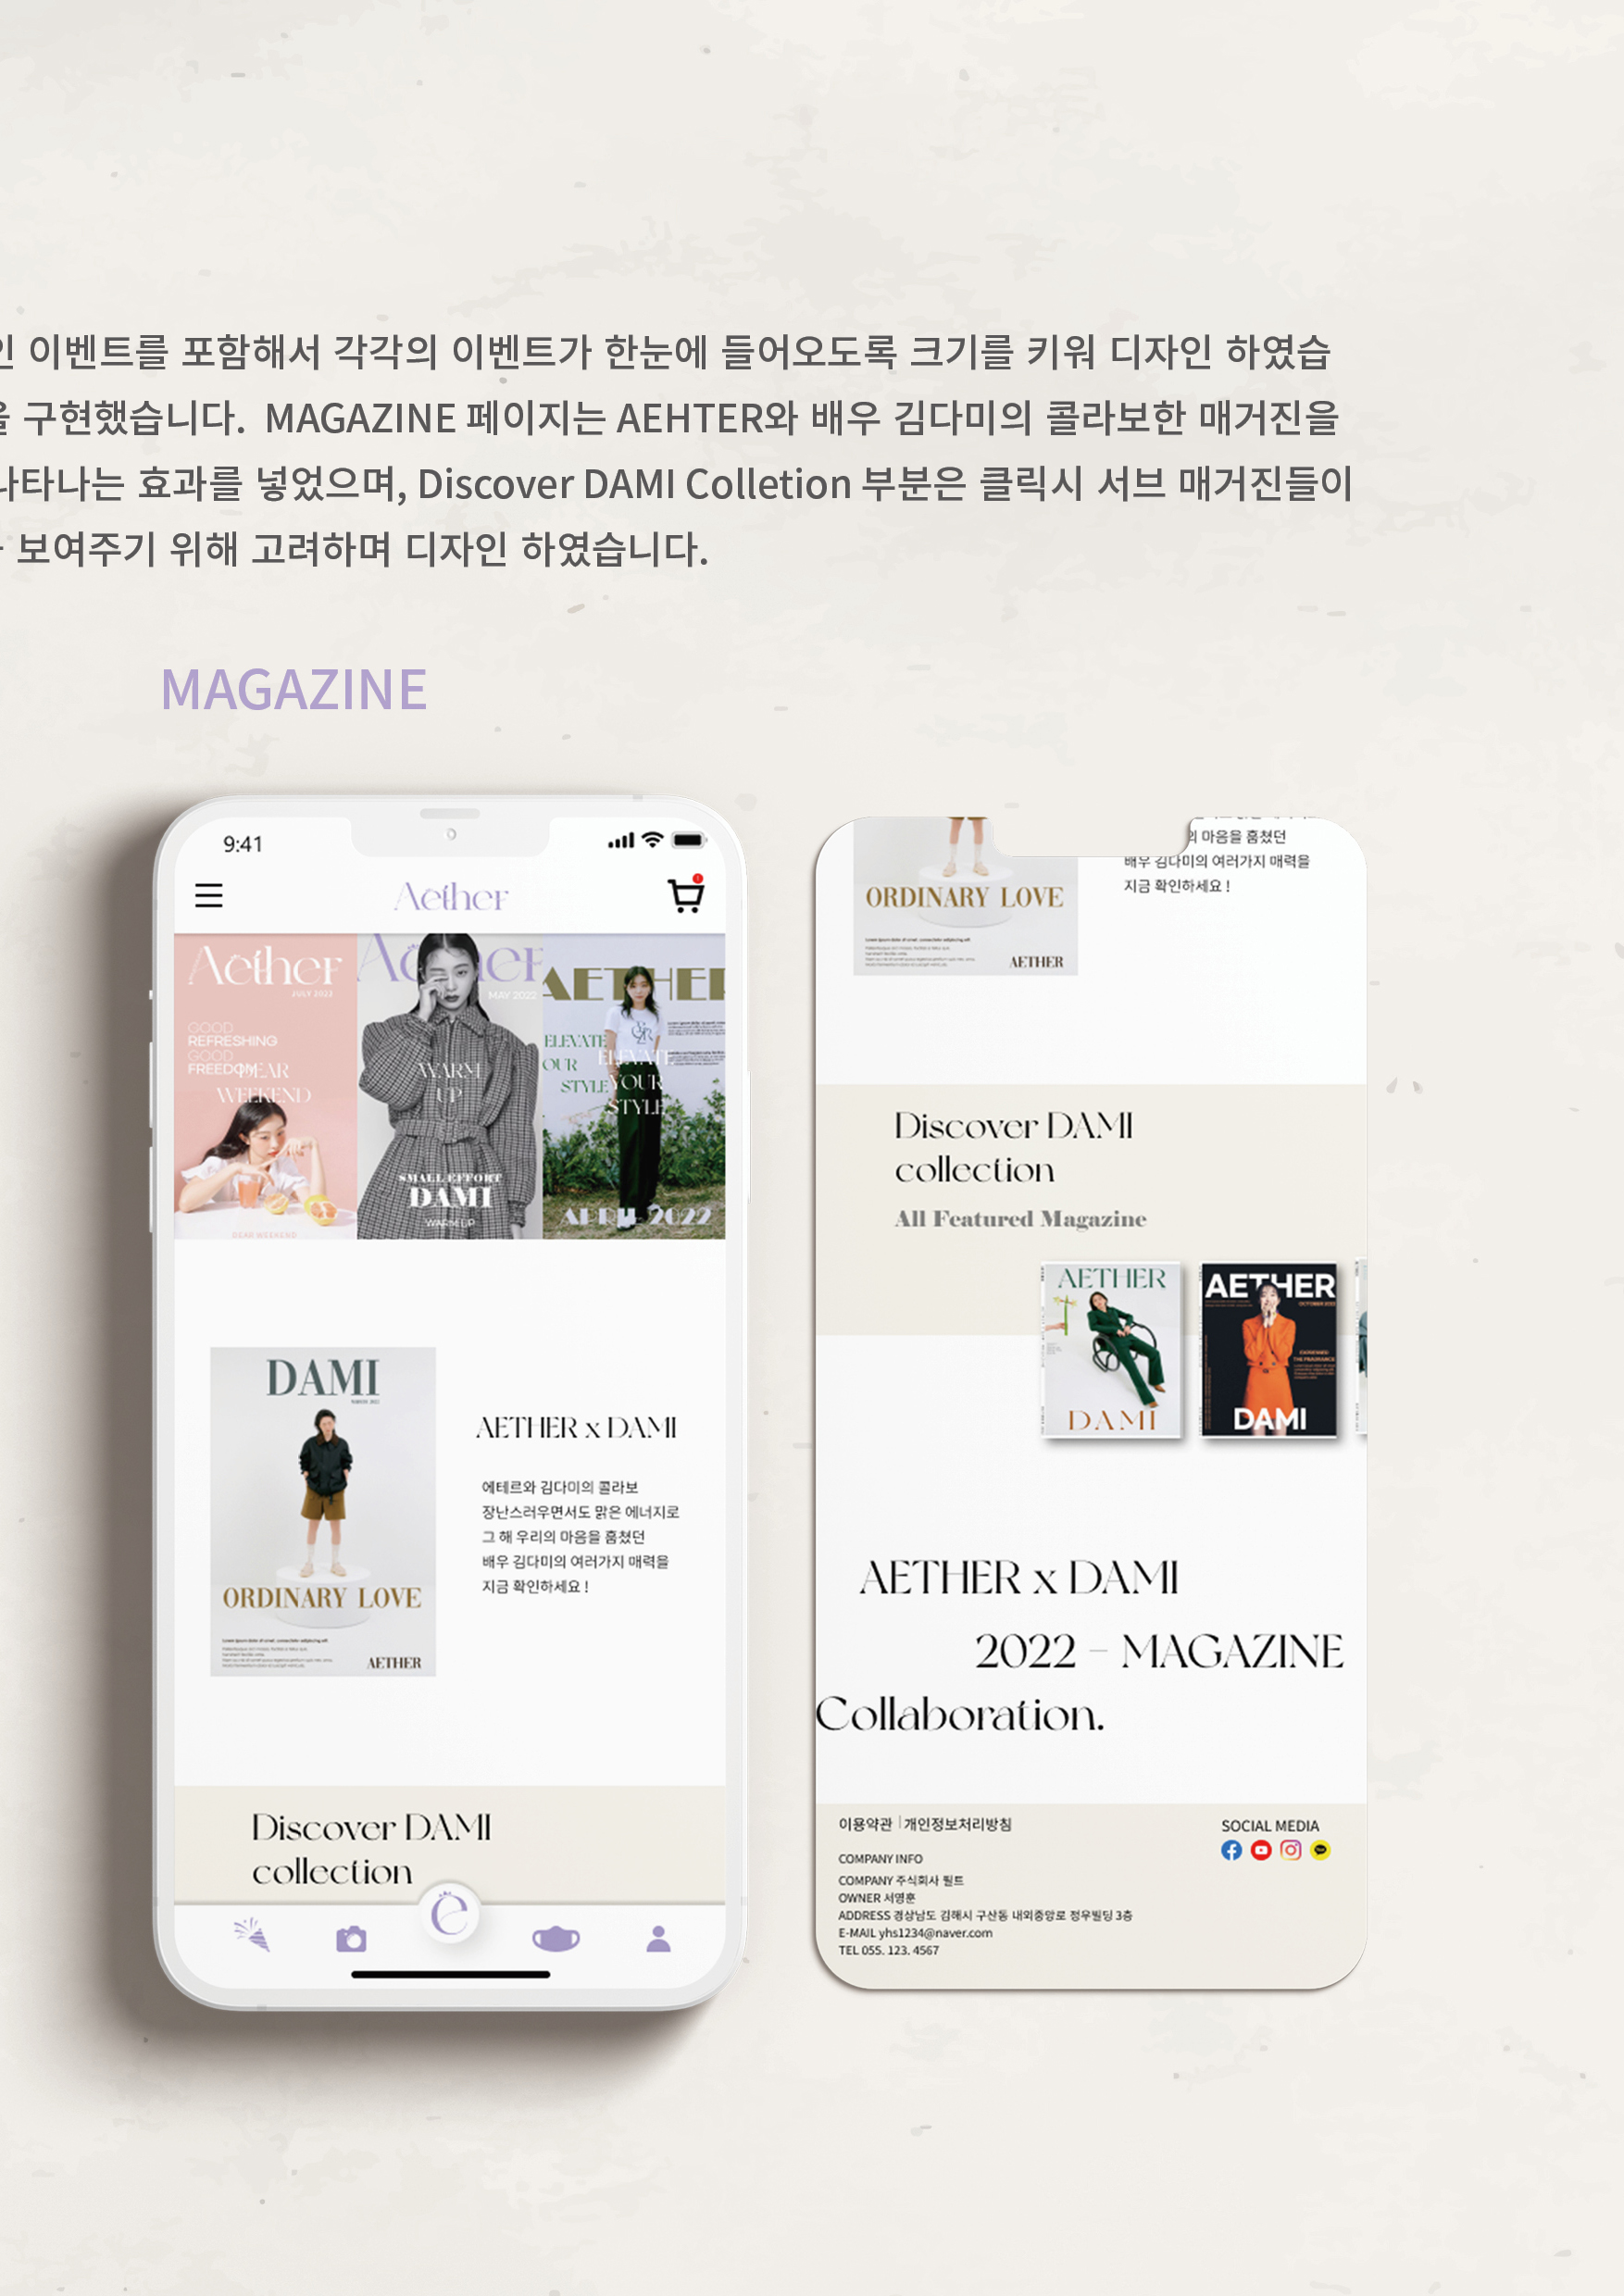 인 이벤트를 포함해서 각각의 이벤트가 한눈에 들어오도록 크기를 키워 디자인 하였습
을 구현했습니다. MAGAZINE 페이지는 AEHTER와 배우 김다미의 콜라보한 매거진을
나타나는 효과를 넣었으며, Discover DAMI Colletion 부분은 클릭시 서브 매거진들이
보여주기 위해 고려하며 디자인 하였습니다.
MAGAZINE
9:41
Aether
Aether
JULY 2022
GOOD
REFRESHING
GOOD
FREEDOM
DEAR
WEEKEND
DEAR WEEKEND
Aether
MAY 2022
WARM
UP
SMALL EFFORT
DAMI
WARM UP
AETHER
ELEVATE
OUR
STYLE
ELEVATE
YOUR
STYLE
APRIL 2022
DAMI
ORDINARY LOVE
AETHER
AETHER x DAMI
에테르와 김다미의 콜라보
장난스러우면서도 맑은 에너지로
그 해 우리의 마음을 훔쳤던
배우 김다미의 여러가지 매력을
지금 확인하세요 !
Discover DAMI
collection
e
ORDINARY LOVE
AETHER
의 마음을 훔쳤던
배우 김다미의 여러가지 매력을
지금 확인하세요 !
Discover DAMI
collection
All Featured Magazine
AETHER
DAMI
AETHER
OCTOBER 2022
DAMI
AETHER x DAMI
2022 - MAGAZINE
Collaboration.
이용약관 | 개인정보처리방침
COMPANY INFO
COMPANY 주식회사 필트
OWNER 서영훈
ADDRESS 경상남도 김해시 구산동 내외중앙로 정우빌딩 3층
E-MAIL yhs1234@naver.com
TEL 055. 123. 4567
SOCIAL MEDIA